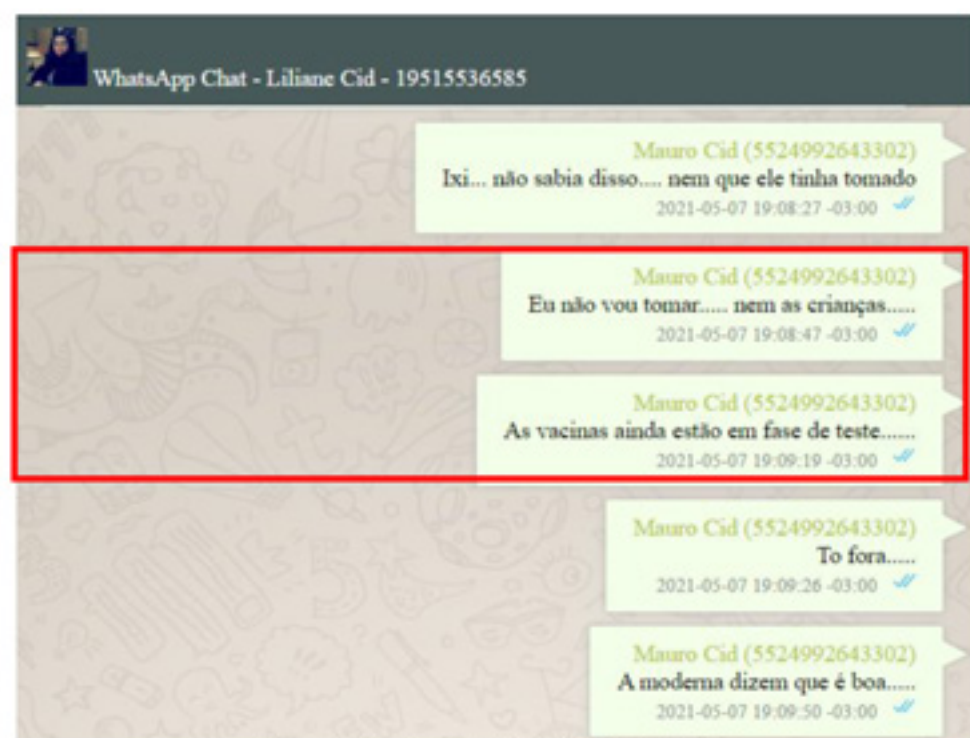 WhatsApp Chat - Liliane Cid - 19515536585
Mauro Cid (5524992643302)
Ixi... não sabia disso.... nem que ele tinha tomado
2021-05-07 19:08:27 -03:00
Mauro Cid (5524992643302)
Eu não vou tomar..... nem as crianças.....
2021-05-07 19:08:47 -03:00
Mauro Cid (5524992643302)
As vacinas ainda estão em fase de teste......
2021-05-07 19:09:19 -03:00
Mauro Cid (5524992643302)
To fora.....
2021-05-07 19:09:26 -03:00
Mauro Cid (5524992643302)
A moderna dizem que é boa.....
2021-05-07 19:09:50 -03:00